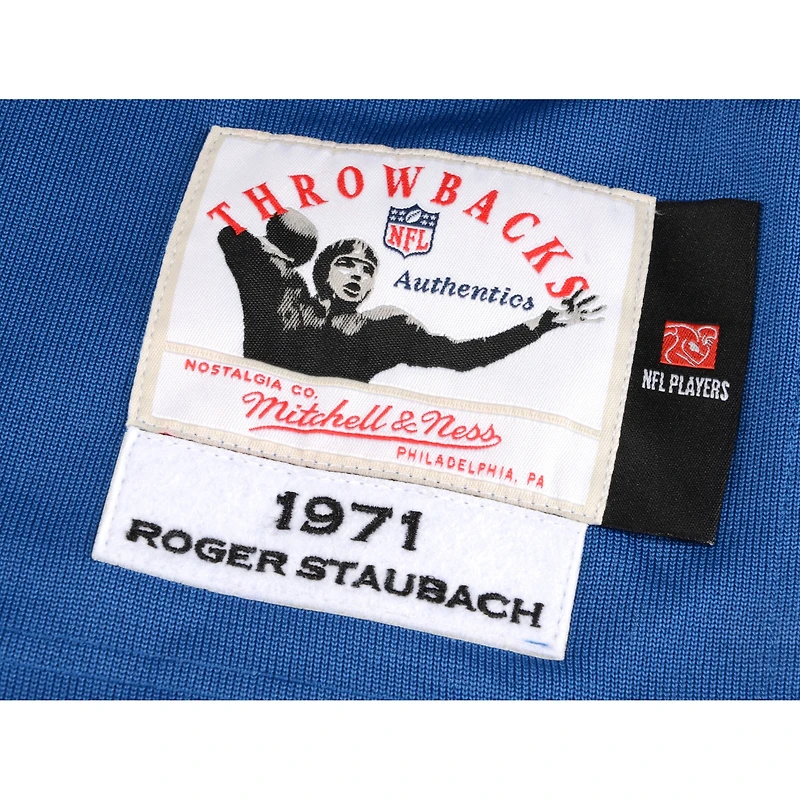 THROWBACKS
NFL
Authentics
NFL PLAYERS
NOSTALGIA CO.
Mitchell & Ness
PHILADELPHIA, PA
1971
ROGER STAUBACH